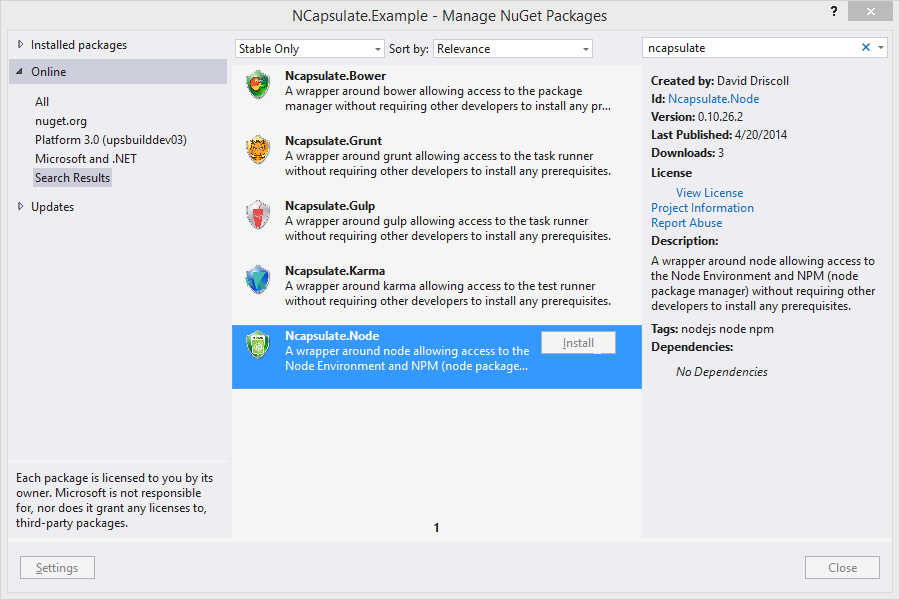 NCapsulate.Example - Manage NuGet Packages
?
Installed packages
Online
All
nuget.org
Platform 3.0 (upsbuilddev03)
Microsoft and .NET
Search Results
Updates
Each package is licensed to you by its
owner. Microsoft is not responsible
for, nor does it grant any licenses to,
third-party packages.
Settings
Stable Only
Sort by:
Relevance
Ncapsulate.Bower
A wrapper around bower allowing access to the package
manager without requiring other developers to install any pr...
Ncapsulate.Grunt
A wrapper around grunt allowing access to the task runner
without requiring other developers to install any prerequisites.
Ncapsulate.Gulp
A wrapper around gulp allowing access to the task runner
without requiring other developers to install any prerequisites.
Ncapsulate.Karma
A wrapper around karma allowing access to the test runner
without requiring other developers to install any prerequisites.
Ncapsulate.Node
A wrapper around node allowing access to the
Node Environment and NPM (node package...
Install
1
ncapsulate
Created by: David Driscoll
Id: Ncapsulate.Node
Version: 0.10.26.2
Last Published: 4/20/2014
Downloads: 3
License
View License
Project Information
Report Abuse
Description:
A wrapper around node allowing access to
the Node Environment and NPM (node
package manager) without requiring other
developers to install any prerequisites.
Tags: nodejs node npm
Dependencies:
No Dependencies
Close